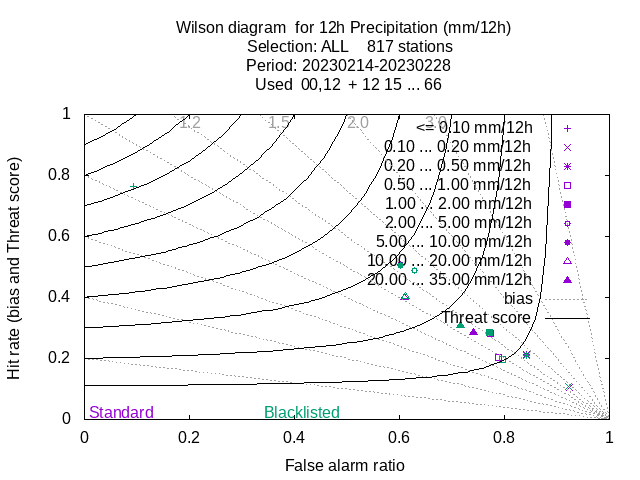 Wilson diagram  for 12h Precipitation (mm/12h)
Selection: ALL    817 stations
Period: 20230214-20230228
Used  00,12  + 12 15 ... 66
Hit rate (bias and Threat score)
1
0.8
0.6
0.4
0.2
0
1.2
1.5
2.0
3.0
<= 0.10 mm/12h
0.10 ... 0.20 mm/12h
0.20 ... 0.50 mm/12h
0.50 ... 1.00 mm/12h
1.00 ... 2.00 mm/12h
2.00 ... 5.00 mm/12h
5.00 ... 10.00 mm/12h
10.00 ... 20.00 mm/12h
20.00 ... 35.00 mm/12h
bias
Threat score
Standard
Blacklisted
0 0.2 0.4 0.6 0.8 1
False alarm ratio